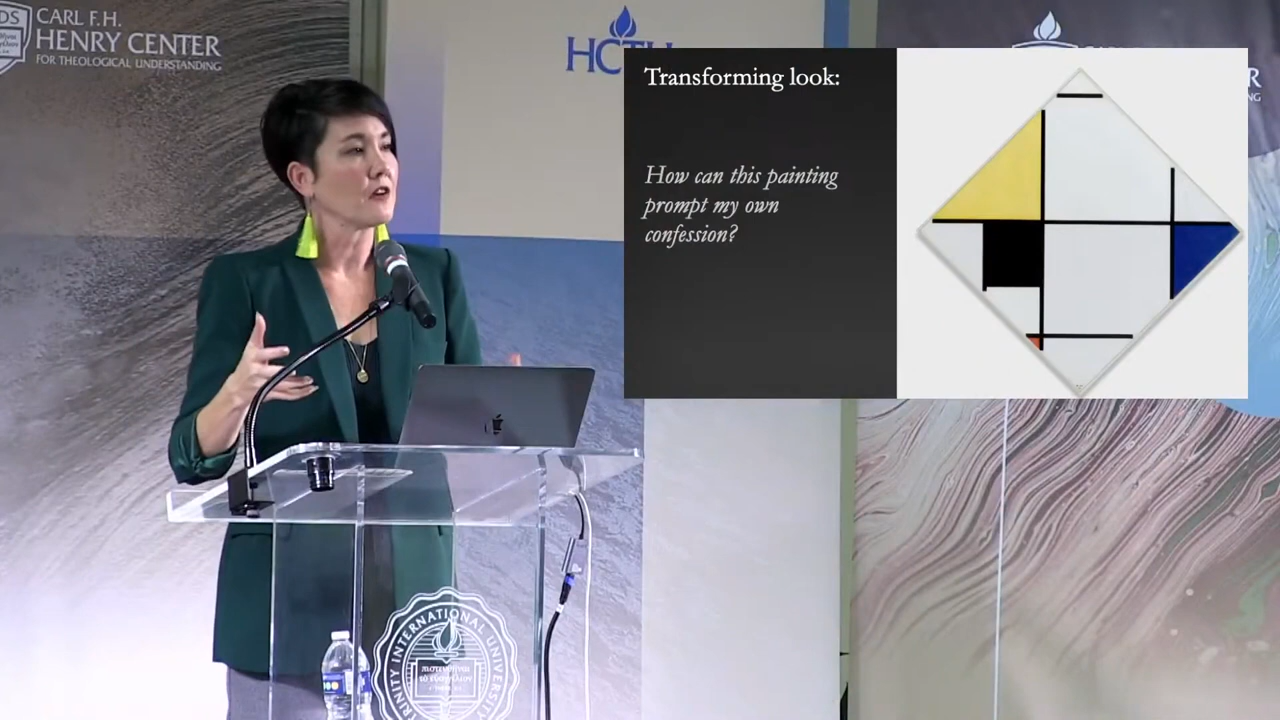 CARL F.H.
HENRY CENTER
FOR THEOLOGICAL UNDERSTANDING
Transforming look:
How can this painting
prompt my own
confession?
TRINITY INTERNATIONAL UNIVERSITY